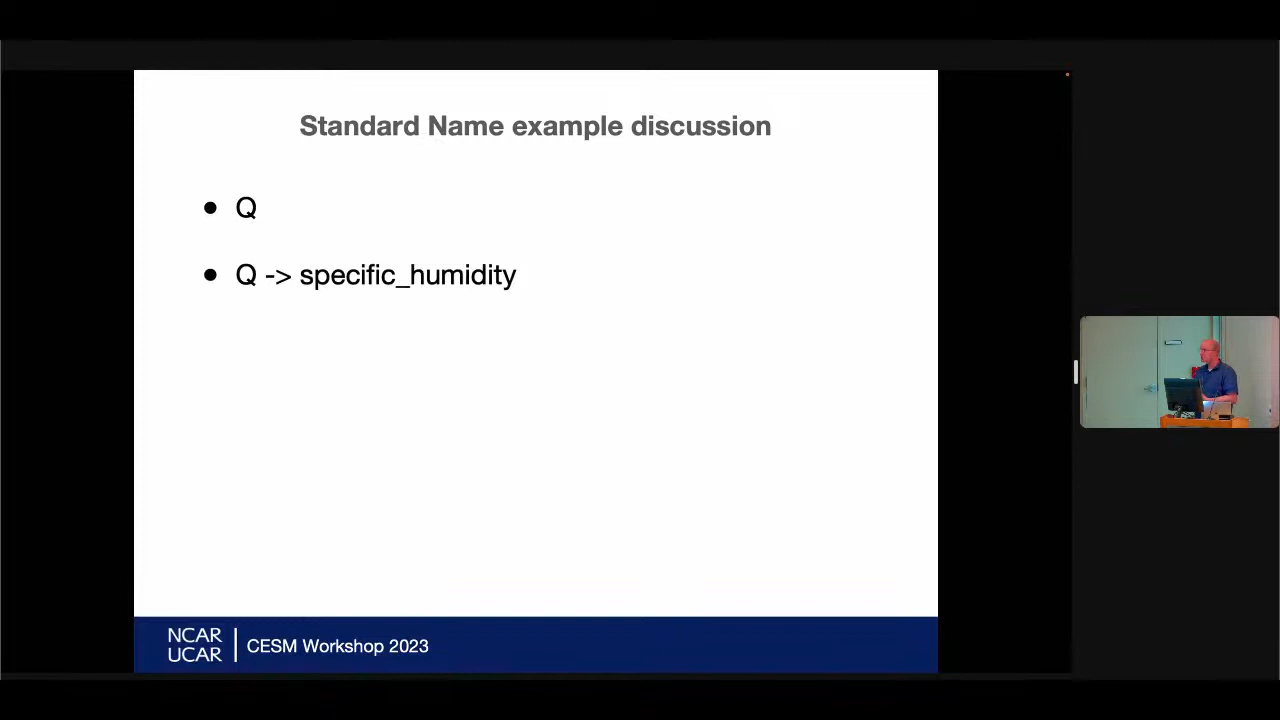 Standard Name example discussion
● Q
● Q -> specific_humidity
NCAR
UCAR
CESM Workshop 2023